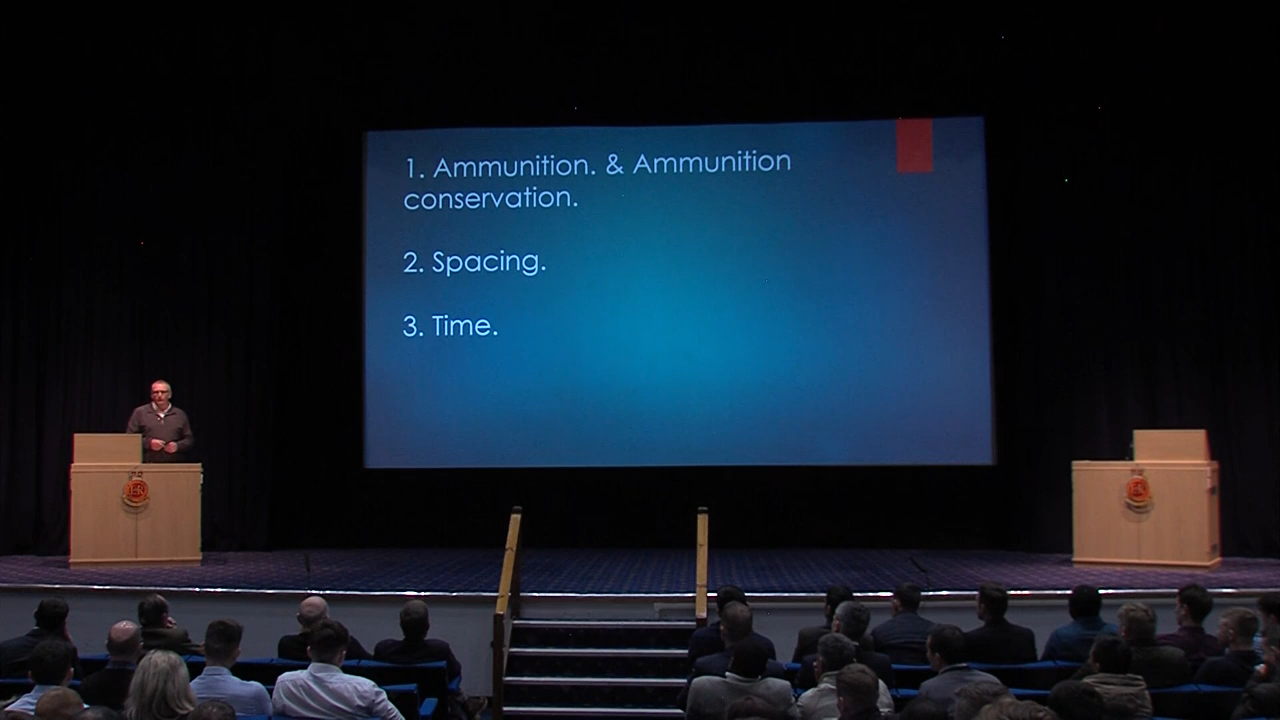 1. Ammunition. & Ammunition
conservation.
2. Spacing.
3. Time.